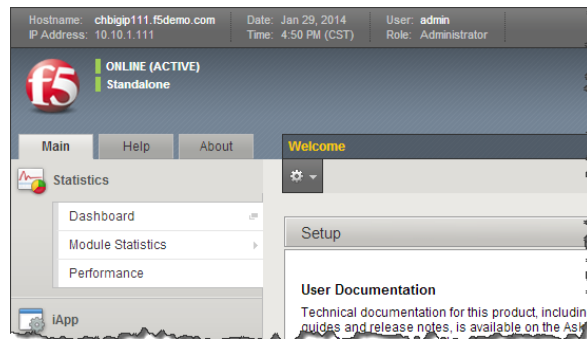 Hostname: chbigip111.f5demo.com Date: Jan 29, 2014 User: admin
IP Address: 10.10.1.111 Time: 4:50 PM (CST) Role: Administrator
f5
ONLINE (ACTIVE)
Standalone
Main Help About
Welcome
Statistics
Dashboard
Module Statistics
Performance
iApp
Setup
User Documentation
Technical documentation for this product, includin
guides and release notes, is available on the Ask